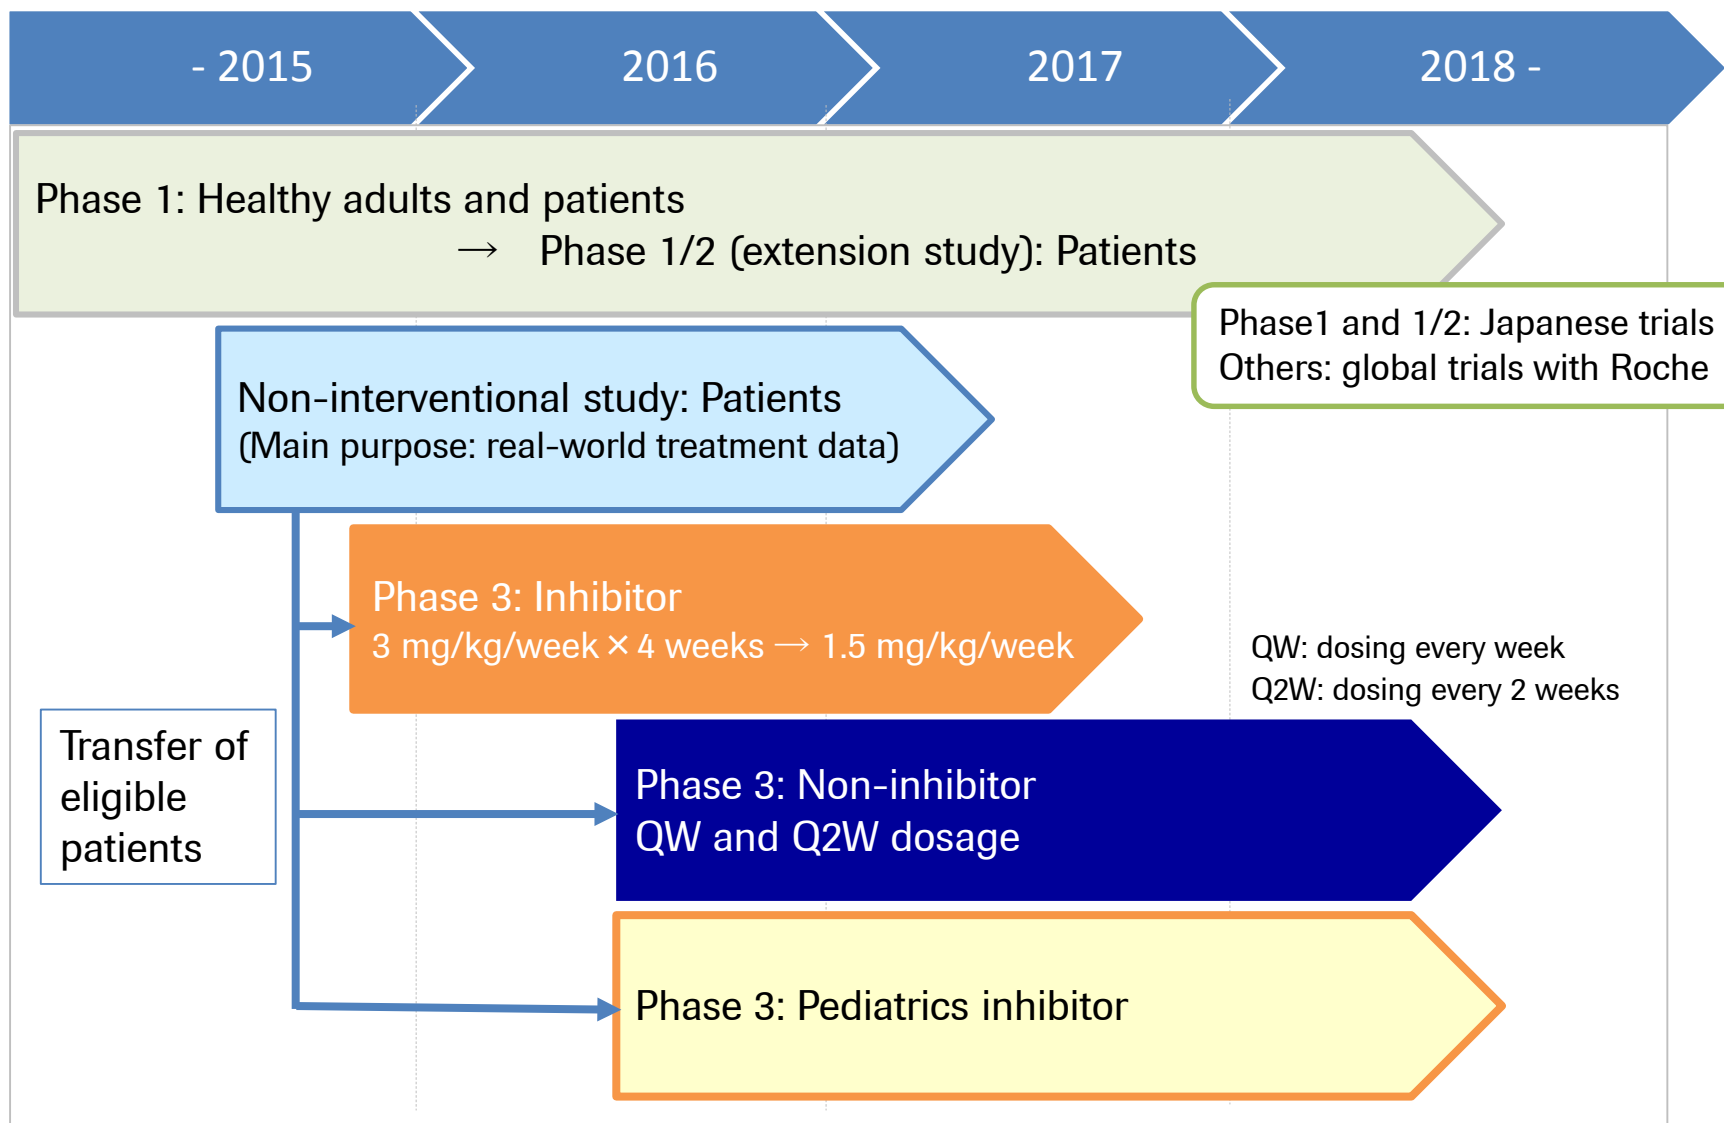 - 2015
2016
2017
2018 -
Phase 1: Healthy adults and patients
→ Phase 1/2 (extension study): Patients
Phase1 and 1/2: Japanese trials
Others: global trials with Roche
Non-interventional study: Patients
(Main purpose: real-world treatment data)
Phase 3: Inhibitor
3 mg/kg/week × 4 weeks → 1.5 mg/kg/week
QW: dosing every week
Q2W: dosing every 2 weeks
Transfer of
eligible
patients
Phase 3: Non-inhibitor
QW and Q2W dosage
Phase 3: Pediatrics inhibitor